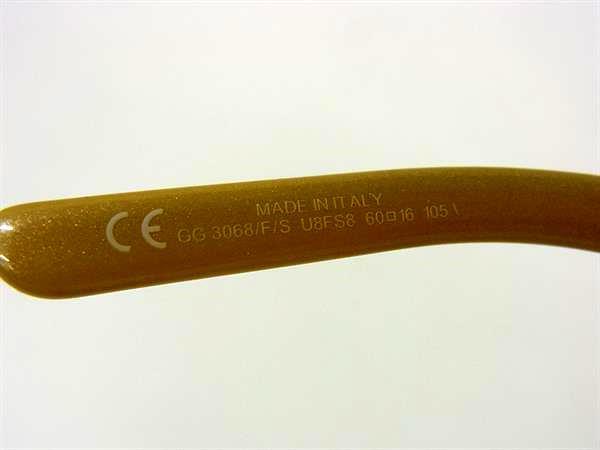 MADE IN ITALY
CE GG 3068/F/S U8FS8 60□16 105 \